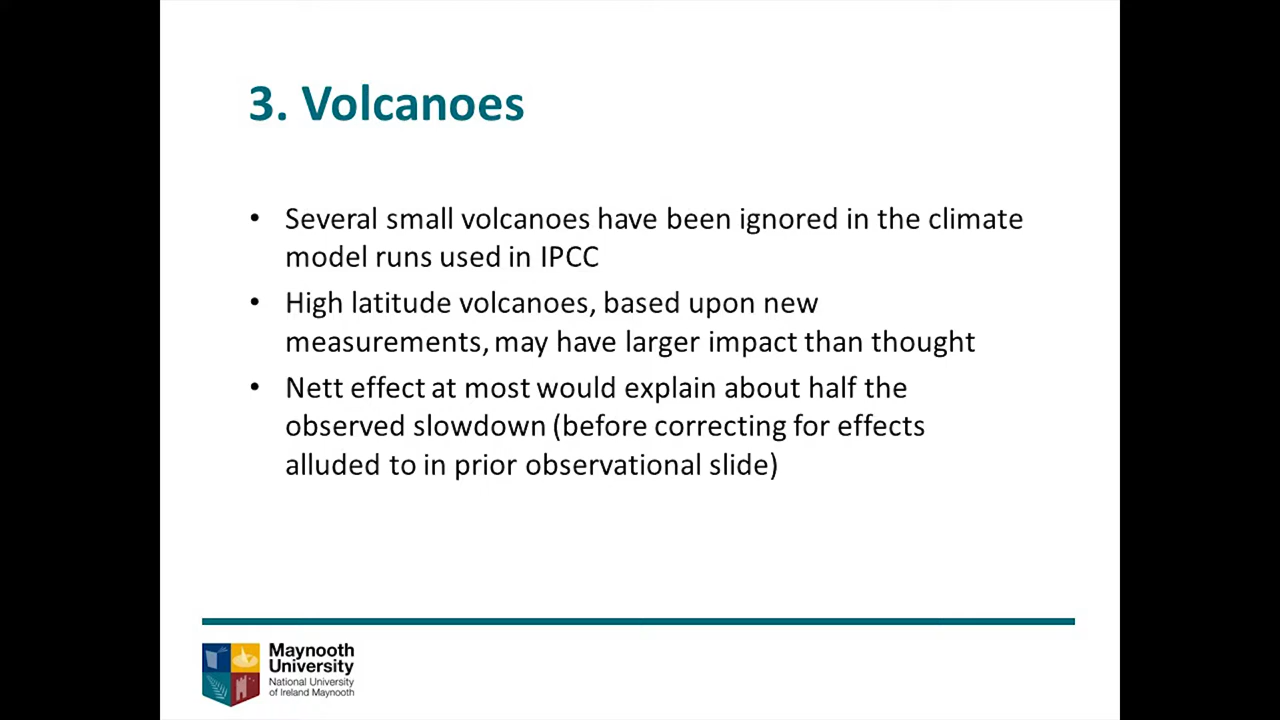 3. Volcanoes
• Several small volcanoes have been ignored in the climate
model runs used in IPCC
• High latitude volcanoes, based upon new
measurements, may have larger impact than thought
• Nett effect at most would explain about half the
observed slowdown (before correcting for effects
alluded to in prior observational slide)
Maynooth
University
National University
of Ireland Maynooth